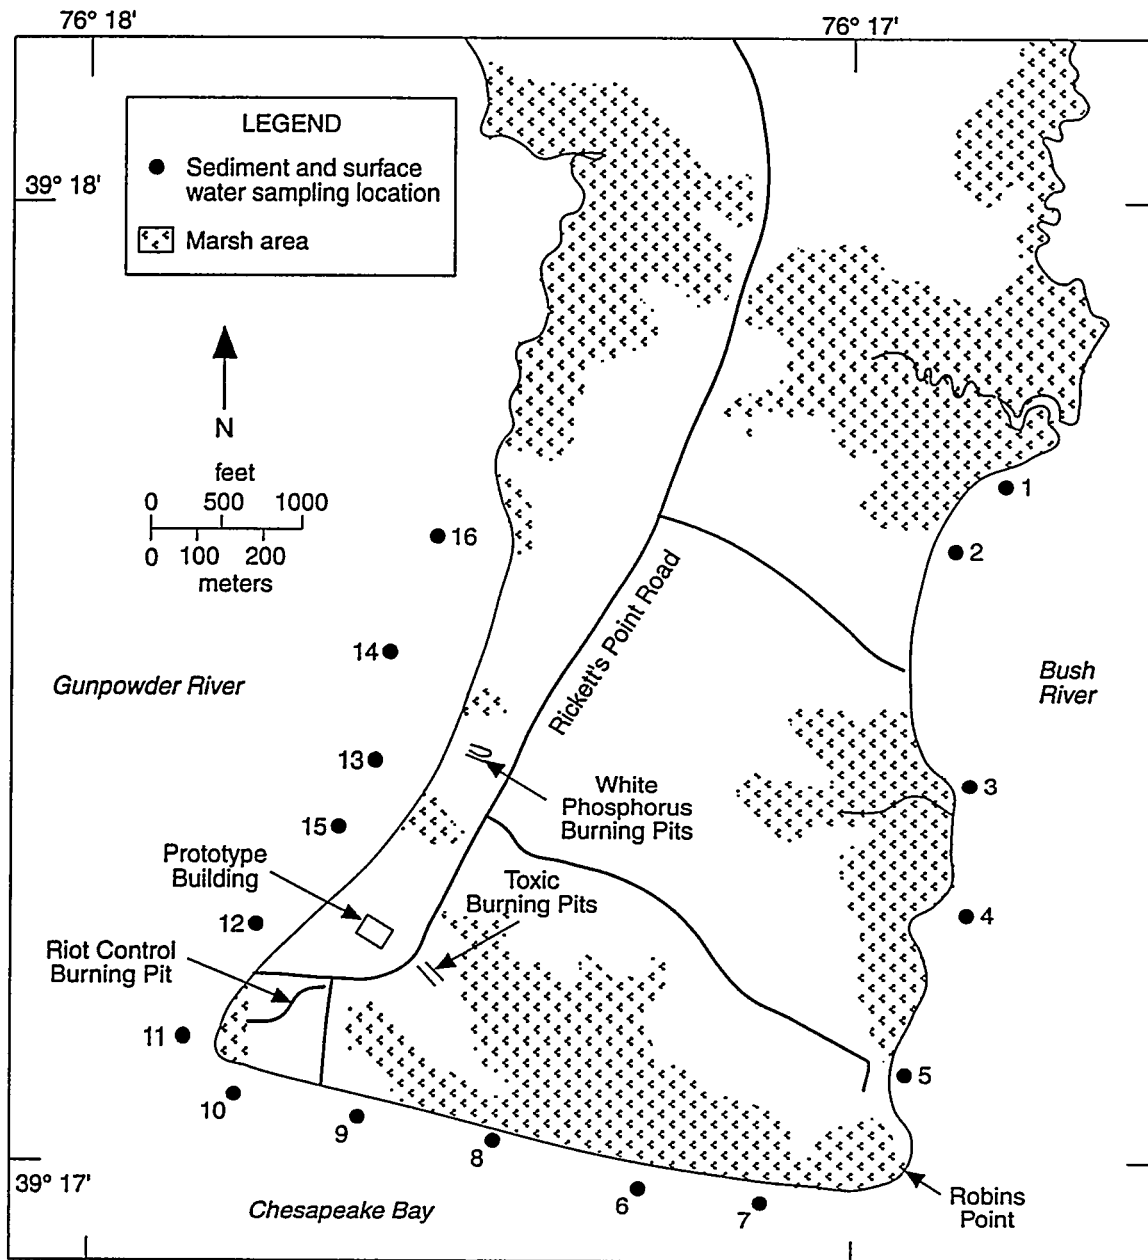 76° 18'
76° 17'
LEGEND
Sediment and surface
water sampling location
Marsh area
39° 18'
N
feet
0 500 1000
0 100 200
meters
1
2
16
14
Gunpowder River
Rickett's Point Road
Bush
River
13
White
Phosphorus
Burning Pits
3
15
Prototype
Building
Toxic
Burning Pits
12
4
Riot Control
Burning Pit
11
5
10
9
8
39° 17'
Chesapeake Bay
6
7
Robins
Point